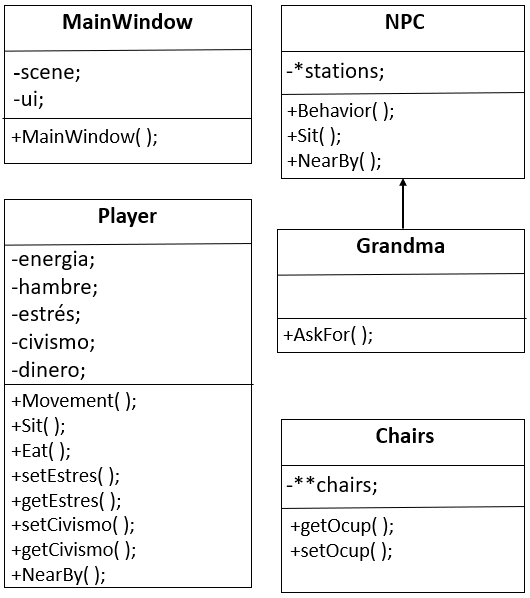 MainWindow
-scene;
-ui;
+MainWindow( );
NPC
-*stations;
+Behavior( );
+Sit( );
+NearBy( );
Player
-energia;
-hambre;
-estrés;
-civismo;
-dinero;
+Movement( );
+Sit( );
+Eat( );
+setEstres( );
+getEstres( );
+setCivismo( );
+getCivismo( );
+NearBy( );
Grandma
+AskFor( );
Chairs
-**chairs;
+getOcup( );
+setOcup( );